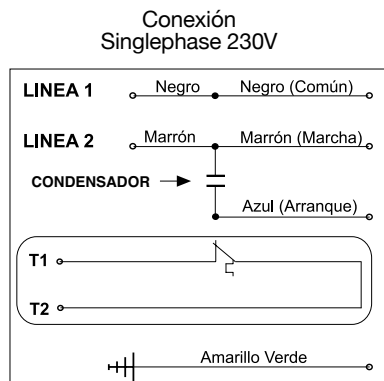 Conexión
Singlephase 230V
LINEA 1 Negro Negro (Común)
LINEA 2 Marrón Marrón (Marcha)
CONDENSADOR
Azul (Arranque)
T1
T2
Amarillo Verde